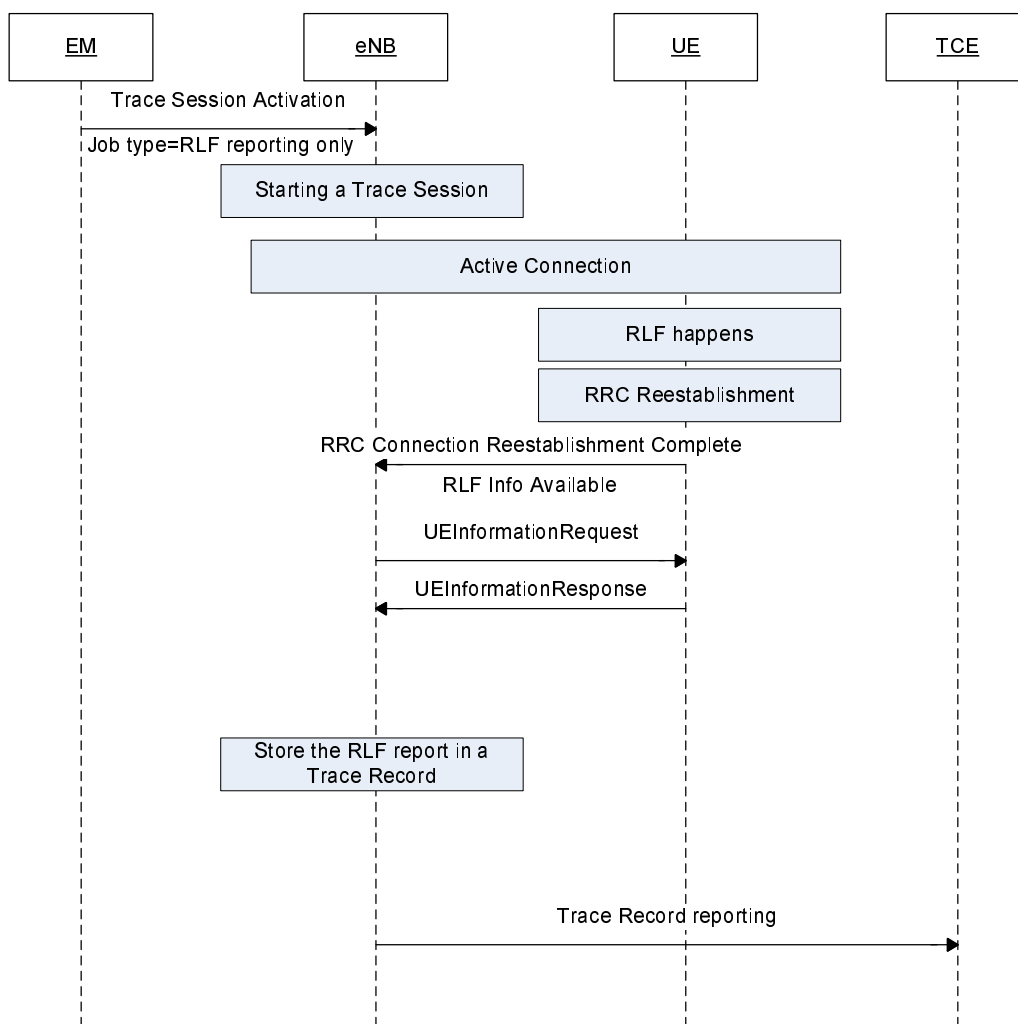 EM
eNB
UE
TCE
Trace Session Activation
Job type=RLF reporting only
Starting a Trace Session
Active Connection
RLF happens
RRC Reestablishment
RRC Connection Reestablishment Complete
RLF Info Available
UEInformationRequest
UEInformationResponse
Store the RLF report in a
Trace Record
Trace Record reporting